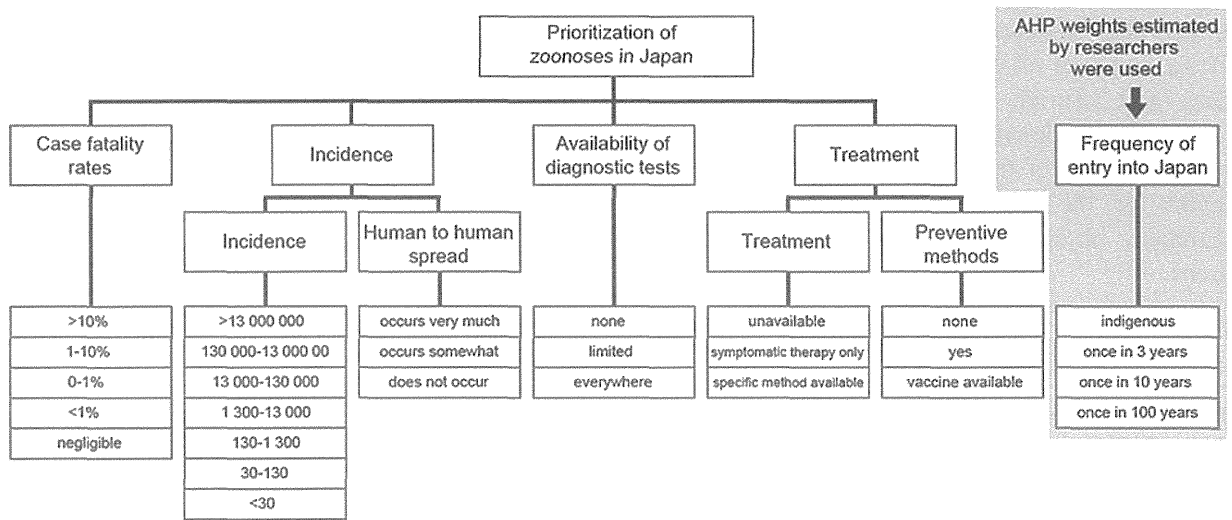 Prioritization of
zoonoses in Japan
AHP weights estimated
by researchers
were used
Case fatality
rates
Incidence
Availability of
diagnostic tests
Treatment
Frequency of
entry into Japan
Incidence
Human to human
spread
Treatment
Preventive
methods
>10%
1-10%
0-1%
<1%
negligible
>13 000 000
130 000-13 000 00
13 000-130 000
1 300-13 000
130-1 300
30-130
<30
occurs very much
occurs somewhat
does not occur
none
limited
everywhere
unavailable
symptomatic therapy only
specific method available
none
yes
vaccine available
indigenous
once in 3 years
once in 10 years
once in 100 years